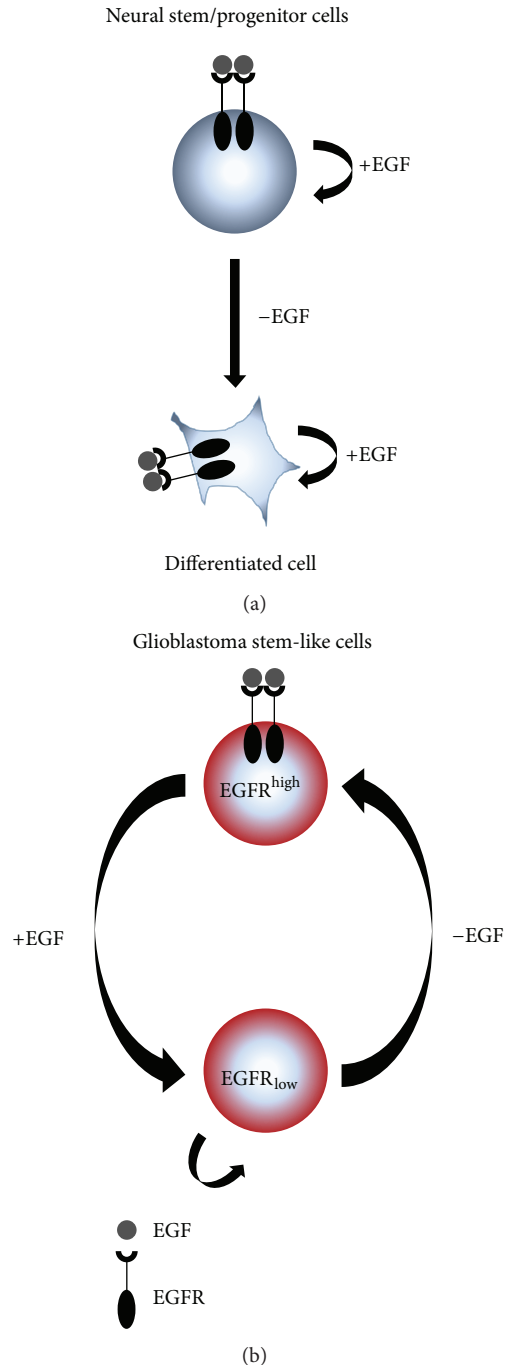 Neural stem/progenitor cells
+EGF
−EGF
+EGF
Differentiated cell
(a)
Glioblastoma stem-like cells
EGFR^high
+EGF
−EGF
EGFR_low
EGF
EGFR
(b)